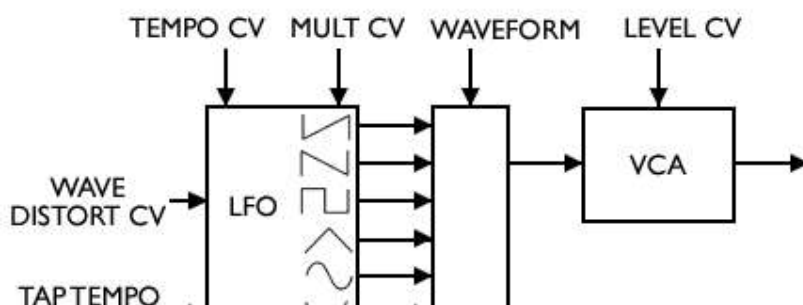 TEMPO CV MULT CV WAVEFORM LEVEL CV
WAVE
DISTORT CV
LFO
VCA
TAP TEMPO